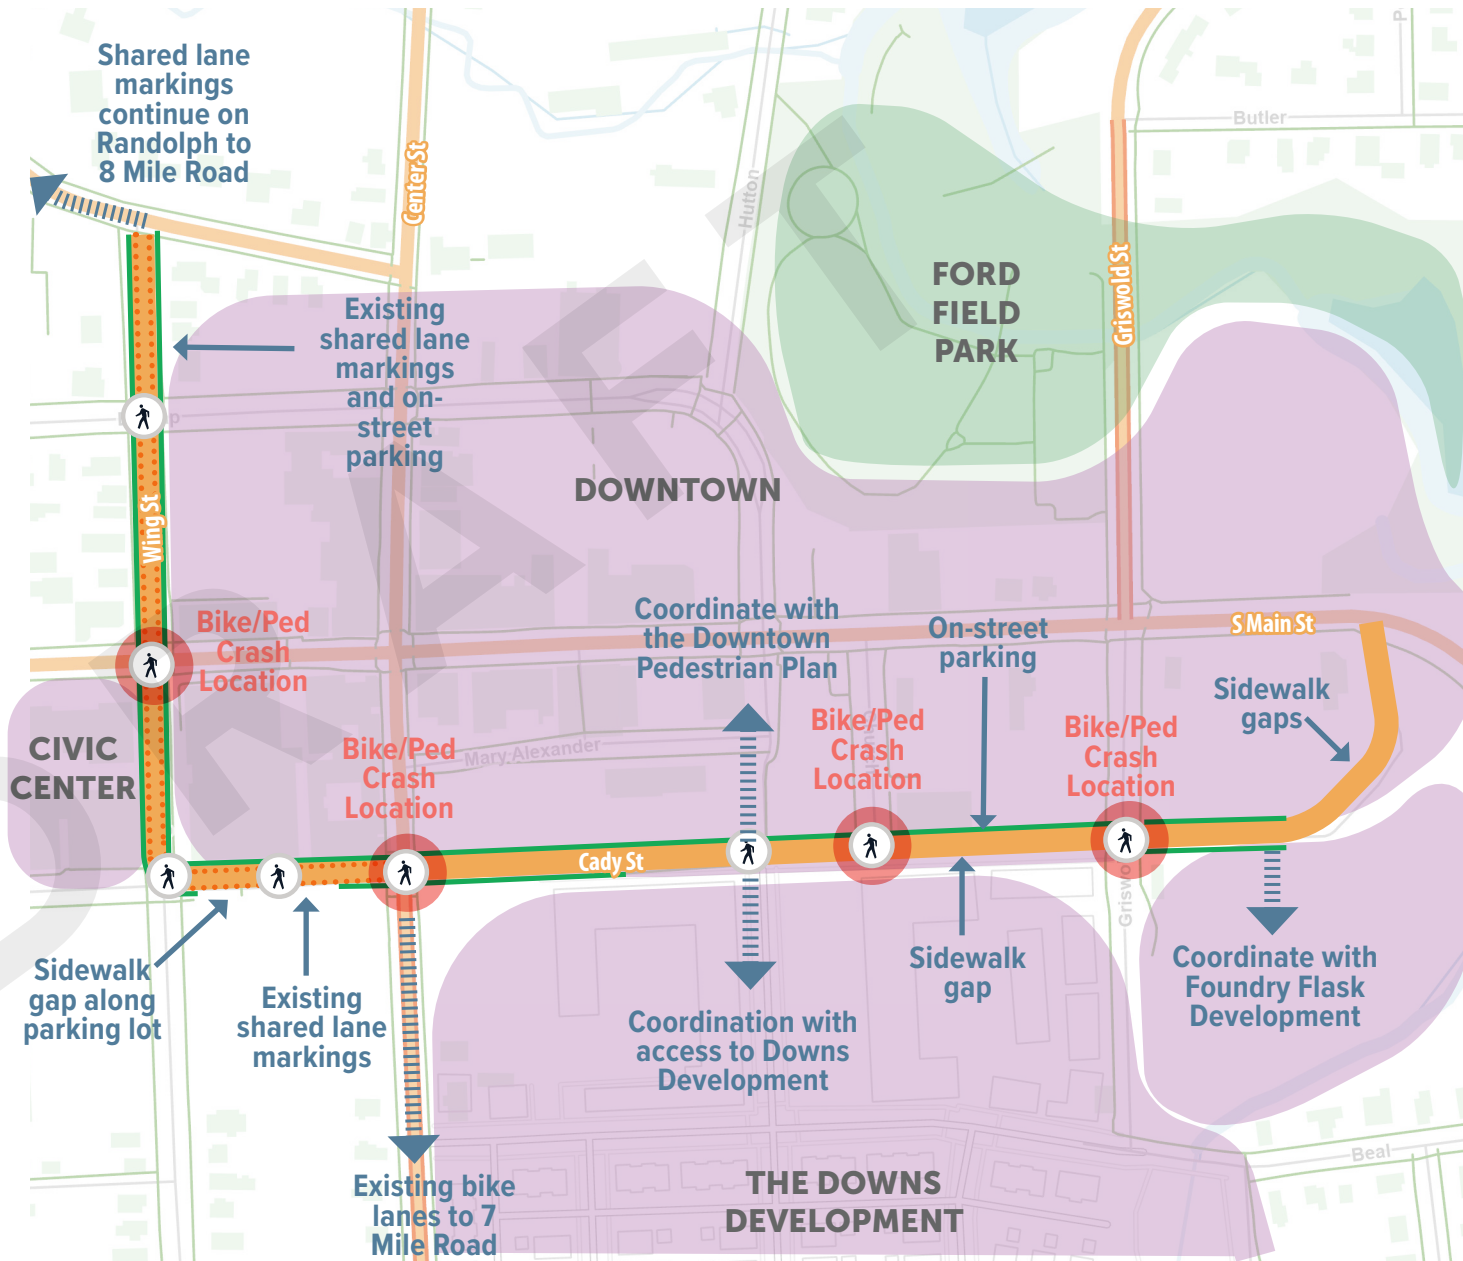 Shared lane
markings
continue on
Randolph to
8 Mile Road
Center St
Hutton
Butler
Griswold St
FORD
FIELD
PARK
Existing
shared lane
markings
and on-
street
parking
DOWNTOWN
Wing St
DRAFT
Bike/Ped
Crash
Location
Coordinate with
the Downtown
Pedestrian Plan
On-street
parking
S Main St
Sidewalk
gaps
CIVIC
CENTER
Mary Alexander
Bike/Ped
Crash
Location
Bike/Ped
Crash
Location
Bike/Ped
Crash
Location
Cady St
Griswo
Sidewalk
gap along
parking lot
Existing
shared lane
markings
Coordination with
access to Downs
Development
Sidewalk
gap
Coordinate with
Foundry Flask
Development
Beal
Existing bike
lanes to 7
Mile Road
THE DOWNS
DEVELOPMENT